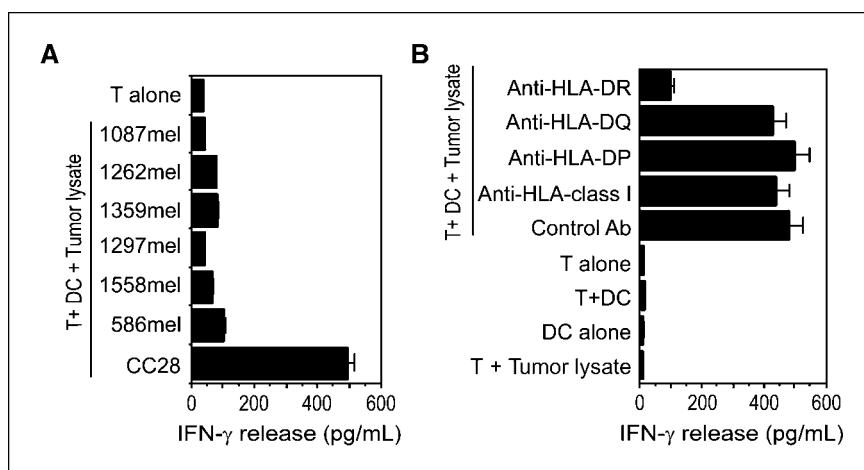 A
T+ DC + Tumor lysate
T alone
1087mel
1262mel
1359mel
1297mel
1558mel
586mel
CC28
0 200 400 600
IFN-γ release (pg/mL)
B
T+ DC + Tumor lysate
Anti-HLA-DR
Anti-HLA-DQ
Anti-HLA-DP
Anti-HLA-class I
Control Ab
T alone
T+DC
DC alone
T + Tumor lysate
0 200 400 600
IFN-γ release (pg/mL)